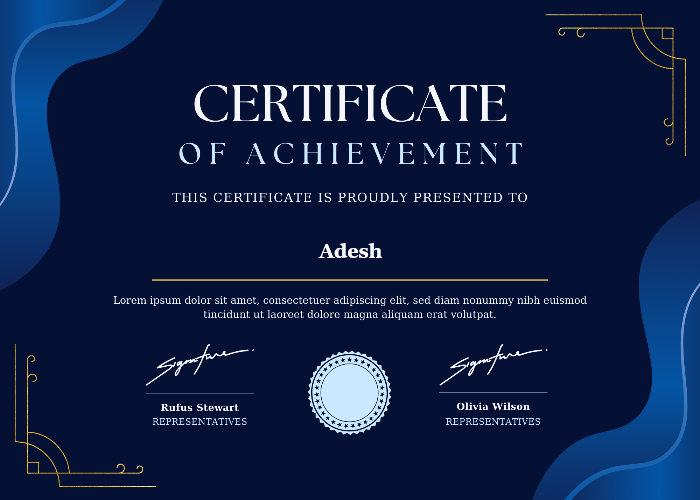 CERTIFICATE
OF ACHIEVEMENT
THIS CERTIFICATE IS PROUDLY PRESENTED TO
Adesh
Lorem ipsum dolor sit amet, consectetuer adipiscing elit, sed diam nonummy nibh euismod
tincidunt ut laoreet dolore magna aliquam erat volutpat.
Signature
Signature
Rufus Stewart
Olivia Wilson
REPRESENTATIVES
REPRESENTATIVES